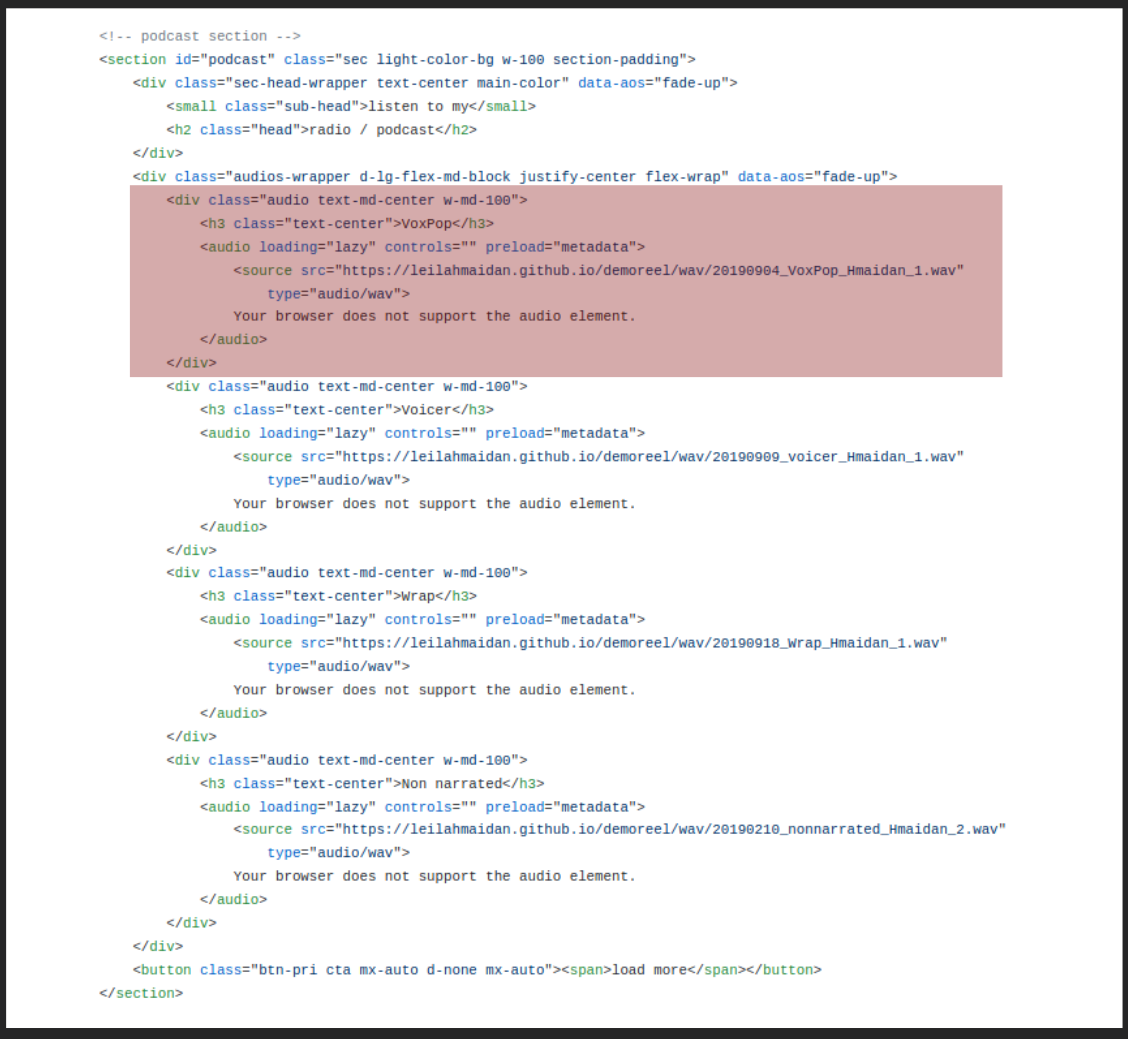 <!-- podcast section -->
<section id="podcast" class="sec light-color-bg w-100 section-padding">
<div class="sec-head-wrapper text-center main-color" data-aos="fade-up">
<small class="sub-head">listen to my</small>
<h2 class="head">radio / podcast</h2>
</div>
<div class="audios-wrapper d-lg-flex-md-block justify-center flex-wrap" data-aos="fade-up">
<div class="audio text-md-center w-md-100">
<h3 class="text-center">VoxPop</h3>
<audio loading="lazy" controls="" preload="metadata">
<source src="https://leilahmaidan.github.io/demoreel/wav/20190904_VoxPop_Hmaidan_1.wav"
type="audio/wav">
Your browser does not support the audio element.
</audio>
</div>
<div class="audio text-md-center w-md-100">
<h3 class="text-center">Voicer</h3>
<audio loading="lazy" controls="" preload="metadata">
<source src="https://leilahmaidan.github.io/demoreel/wav/20190909_voicer_Hmaidan_1.wav"
type="audio/wav">
Your browser does not support the audio element.
</audio>
</div>
<div class="audio text-md-center w-md-100">
<h3 class="text-center">Wrap</h3>
<audio loading="lazy" controls="" preload="metadata">
<source src="https://leilahmaidan.github.io/demoreel/wav/20190918_Wrap_Hmaidan_1.wav"
type="audio/wav">
Your browser does not support the audio element.
</audio>
</div>
<div class="audio text-md-center w-md-100">
<h3 class="text-center">Non narrated</h3>
<audio loading="lazy" controls="" preload="metadata">
<source src="https://leilahmaidan.github.io/demoreel/wav/20190210_nonnarrated_Hmaidan_2.wav"
type="audio/wav">
Your browser does not support the audio element.
</audio>
</div>
</div>
<button class="btn-pri cta mx-auto d-none mx-auto"><span>load more</span></button>
</section>